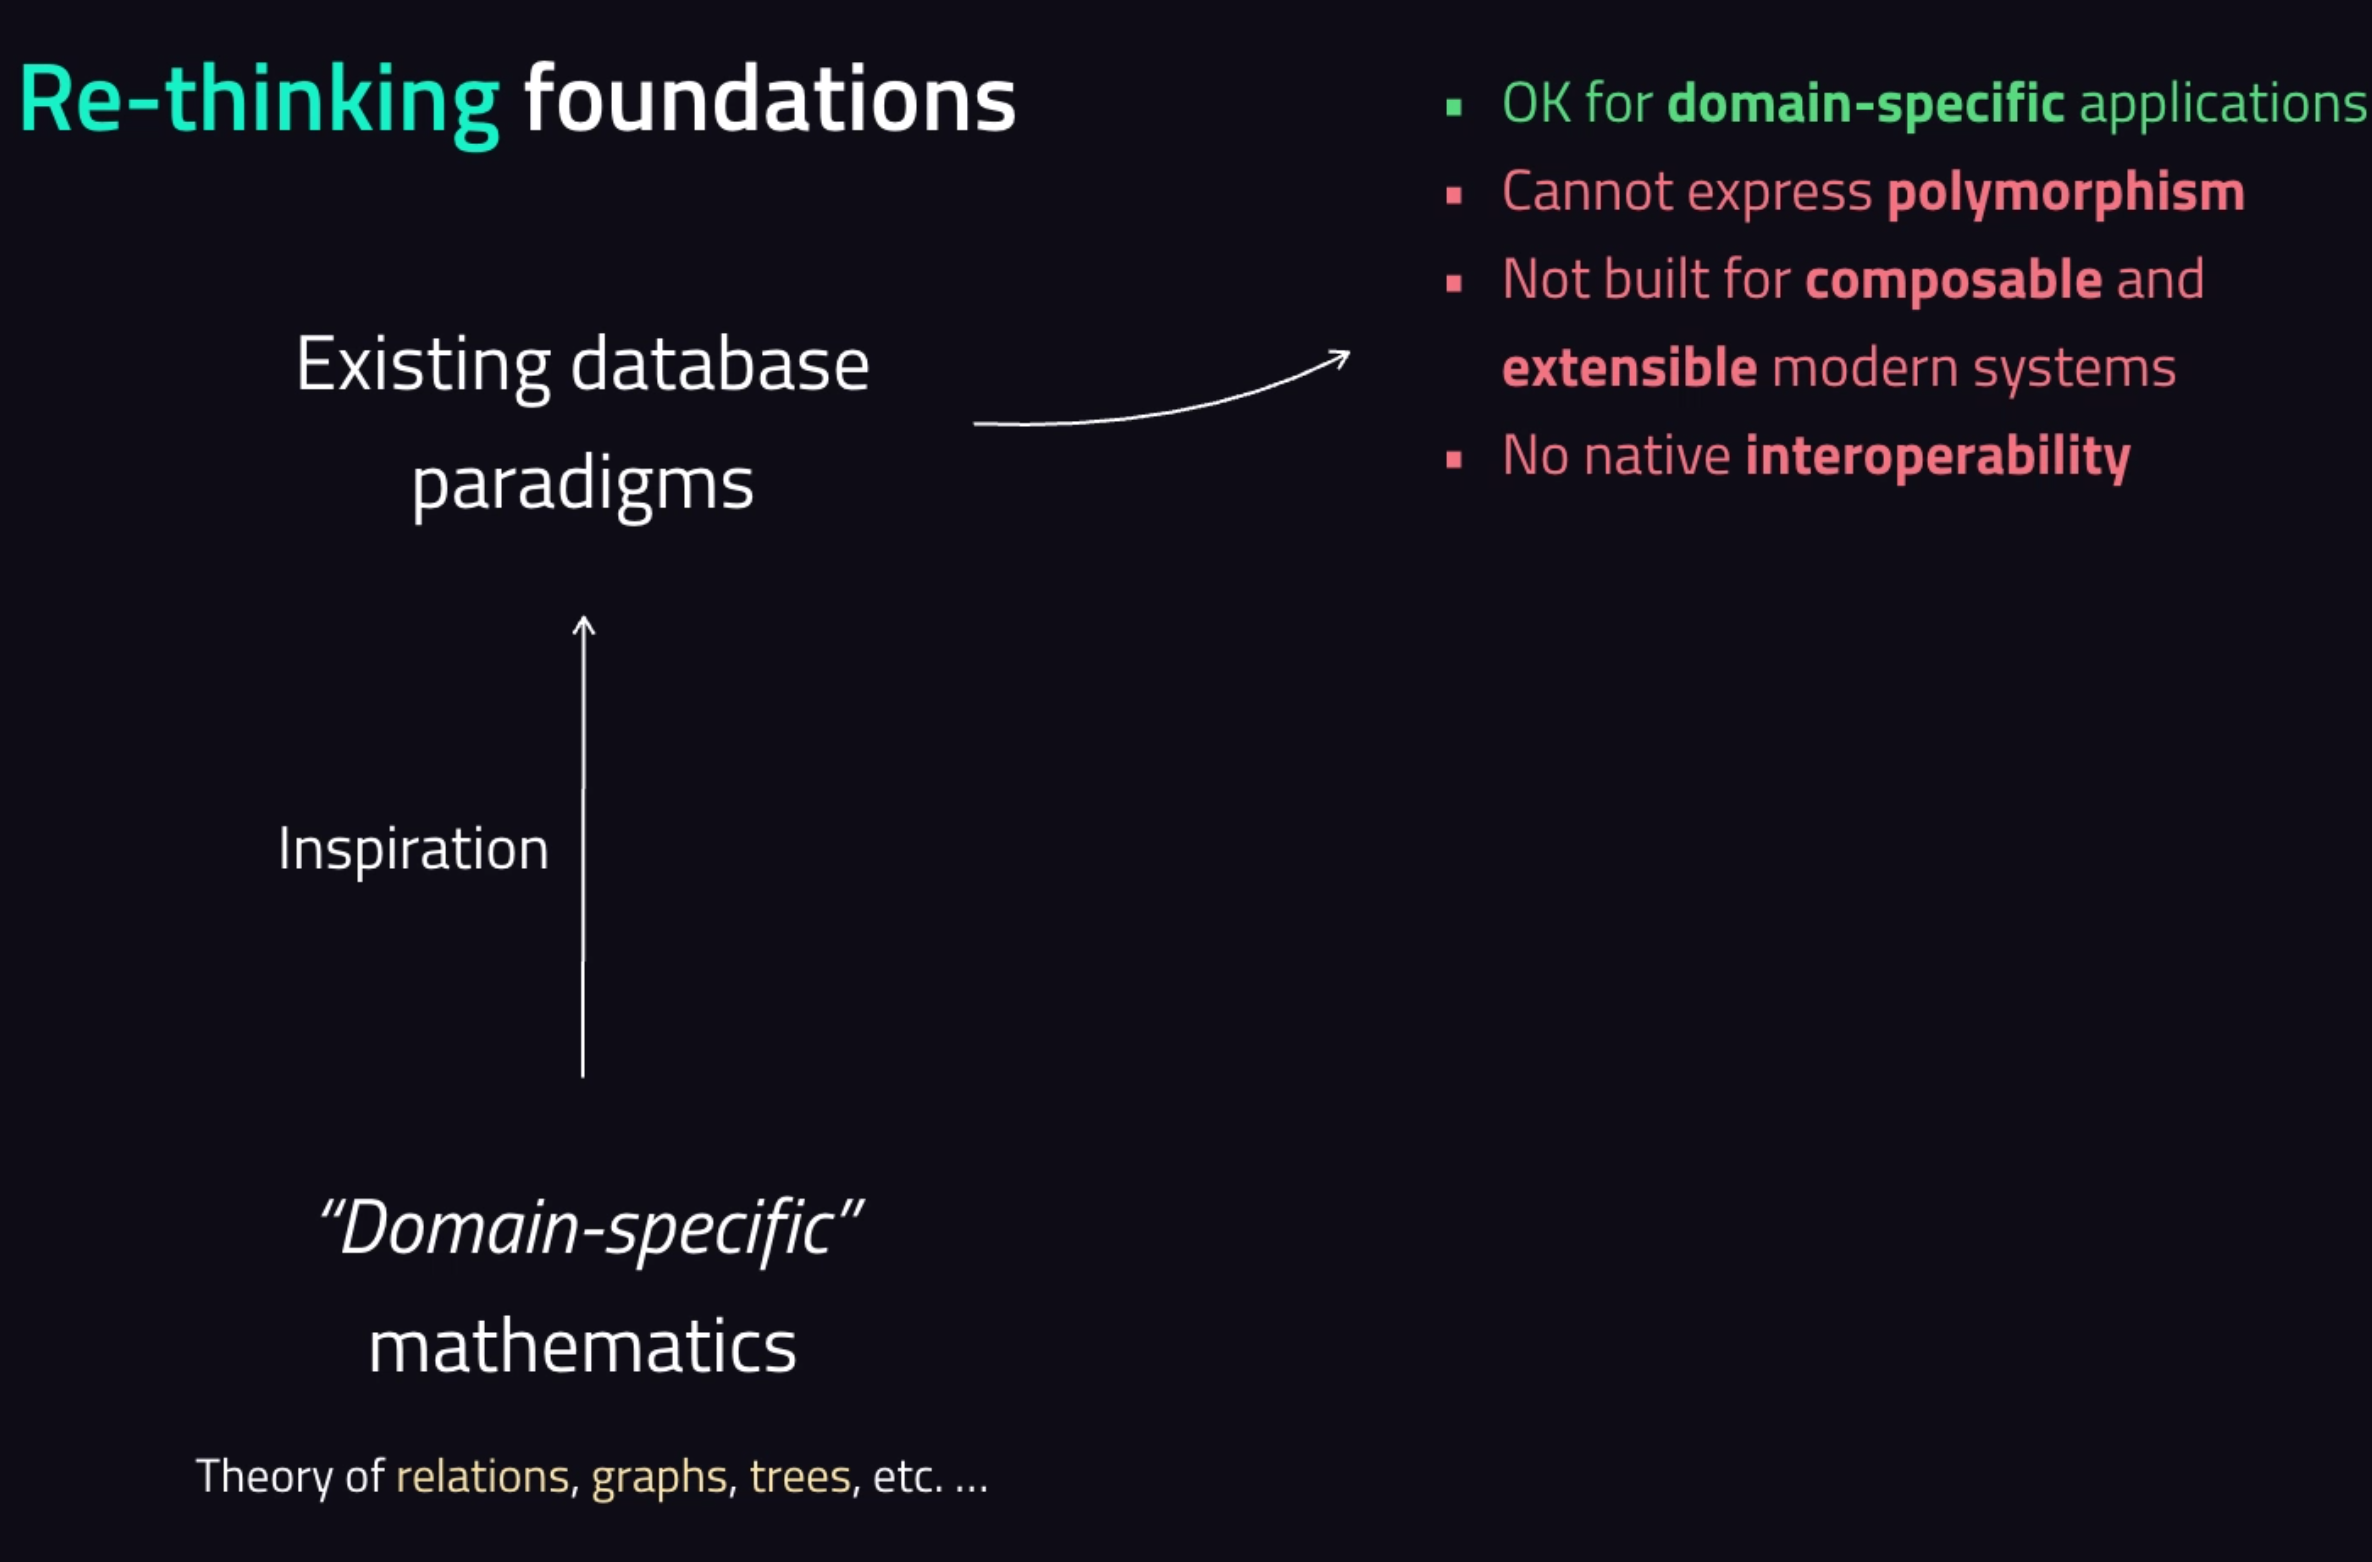 Re-thinking foundations
Existing database
paradigms
Inspiration
“Domain-specific”
mathematics
Theory of relations, graphs, trees, etc. ...
▪ OK for domain-specific applications
▪ Cannot express polymorphism
▪ Not built for composable and
extensible modern systems
▪ No native interoperability